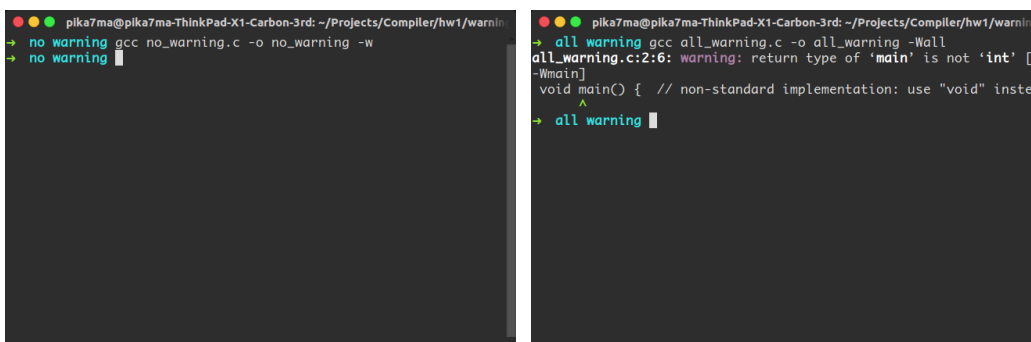 pika7ma@pika7ma-ThinkPad-X1-Carbon-3rd: ~/Projects/Compiler/hw1/warnin
→ no warning gcc no_warning.c -o no_warning -w
→ no warning
pika7ma@pika7ma-ThinkPad-X1-Carbon-3rd: ~/Projects/Compiler/hw1/warnin
→ all warning gcc all_warning.c -o all_warning -Wall
all_warning.c:2:6: warning: return type of ‘main’ is not ‘int’ [
-Wmain]
void main() { // non-standard implementation: use "void" inste
^
→ all warning